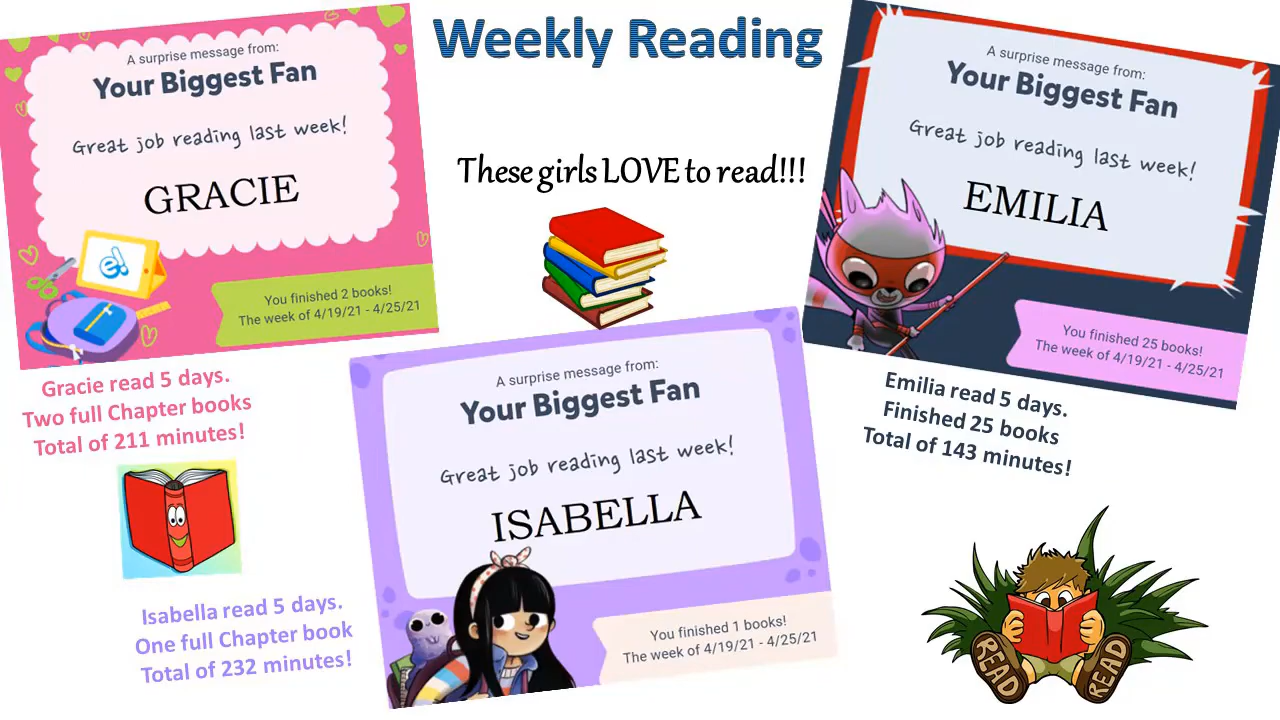 Weekly Reading
These girls LOVE to read!!!
A surprise message from:
Your Biggest Fan
Great job reading last week!
GRACIE
You finished 2 books!
The week of 4/19/21 - 4/25/21
Gracie read 5 days.
Two full Chapter books
Total of 211 minutes!
A surprise message from:
Your Biggest Fan
Great job reading last week!
EMILIA
You finished 25 books!
The week of 4/19/21 - 4/25/21
Emilia read 5 days.
Finished 25 books
Total of 143 minutes!
A surprise message from:
Your Biggest Fan
Great job reading last week!
ISABELLA
You finished 1 books!
The week of 4/19/21 - 4/25/21
Isabella read 5 days.
One full Chapter book
Total of 232 minutes!
READ
READ